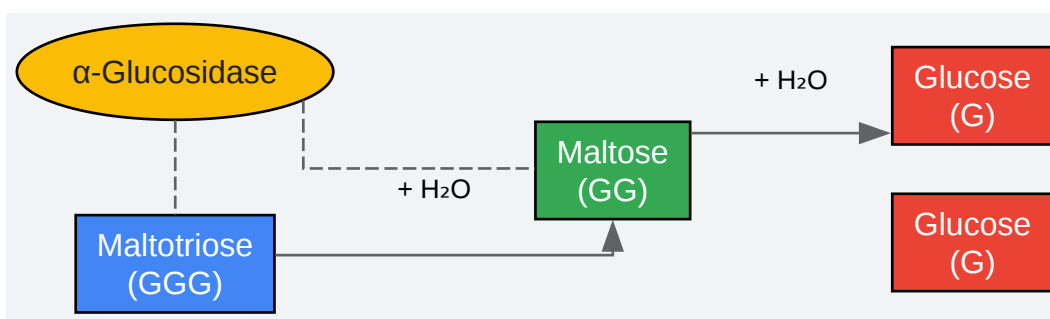 α-Glucosidase
+ H₂O
Glucose
(G)
Maltose
(GG)
+ H₂O
Maltotriose
(GGG)
Glucose
(G)